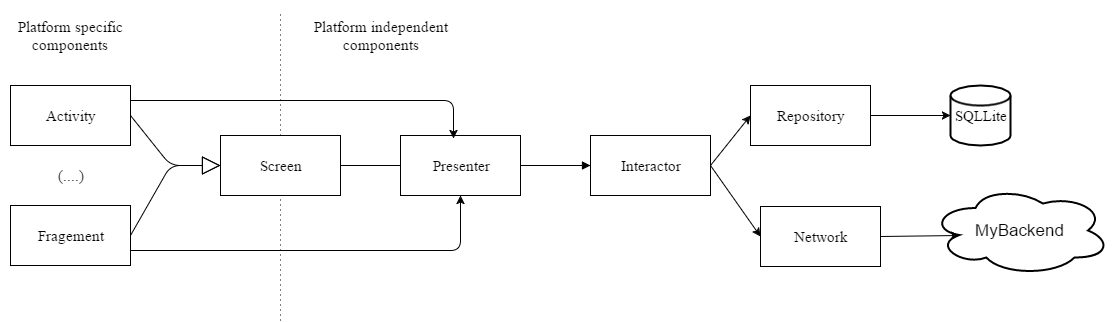 Platform specific
components
Platform independent
components
Activity
(....)
Fragement
Screen
Presenter
Interactor
Repository
SQLLite
Network
MyBackend